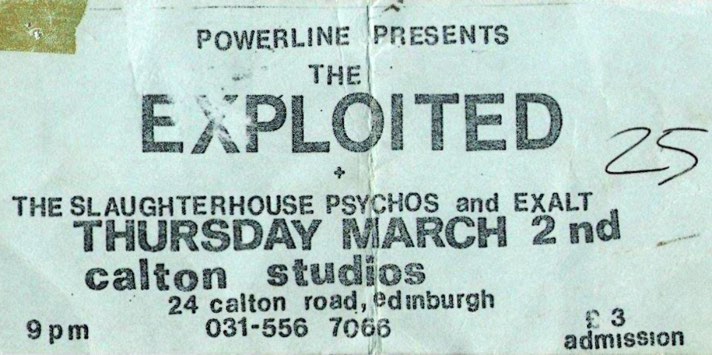 POWERLINE PRESENTS
THE
EXPLOITED
+
25
THE SLAUGHTERHOUSE PSYCHOS and EXALT
THURSDAY MARCH 2nd
calton studios
24 calton road, edinburgh
9pm 031-556 7066 £3
admission